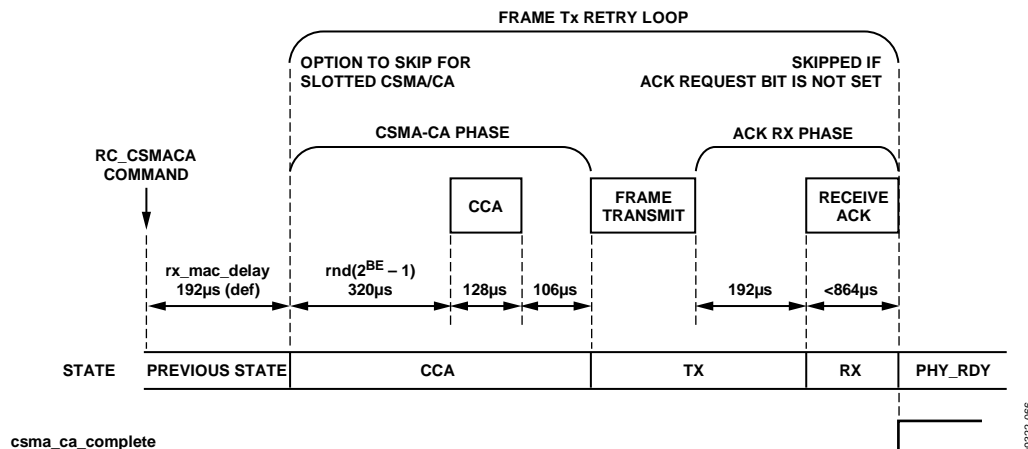 FRAME Tx RETRY LOOP
OPTION TO SKIP FOR
SLOTTED CSMA/CA
SKIPPED IF
ACK REQUEST BIT IS NOT SET
CSMA-CA PHASE
ACK RX PHASE
RC_CSMACA
COMMAND
CCA
FRAME
TRANSMIT
RECEIVE
ACK
rx_mac_delay
192µs (def)
rnd(2^BE – 1)
320µs
128µs
106µs
192µs
<864µs
STATE
PREVIOUS STATE
CCA
TX
RX
PHY_RDY
csma_ca_complete